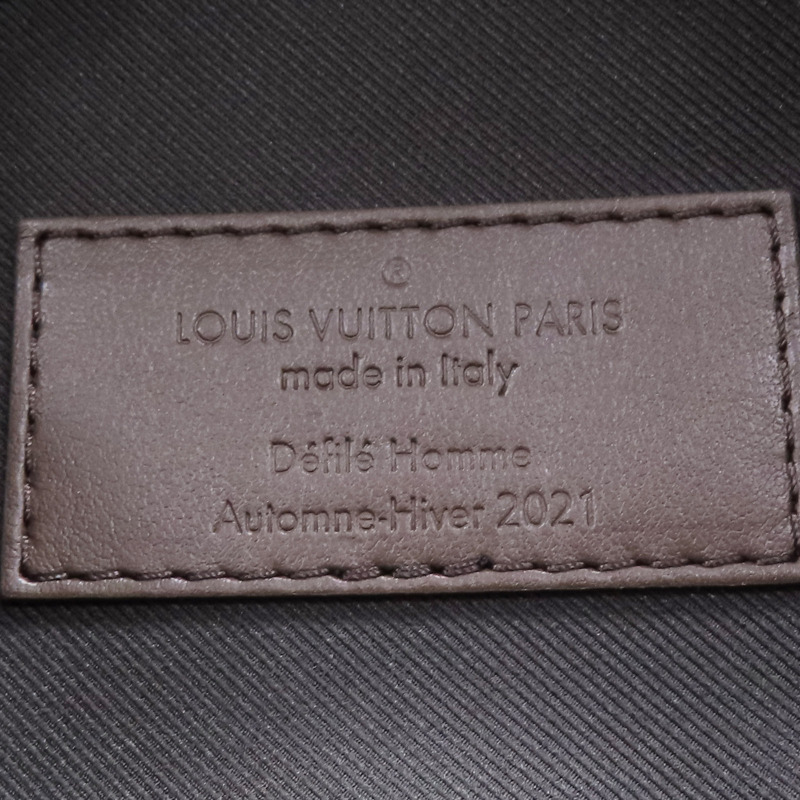 ®
LOUIS VUITTON PARIS
made in Italy
Défilé Homme
Automne-Hiver 2021